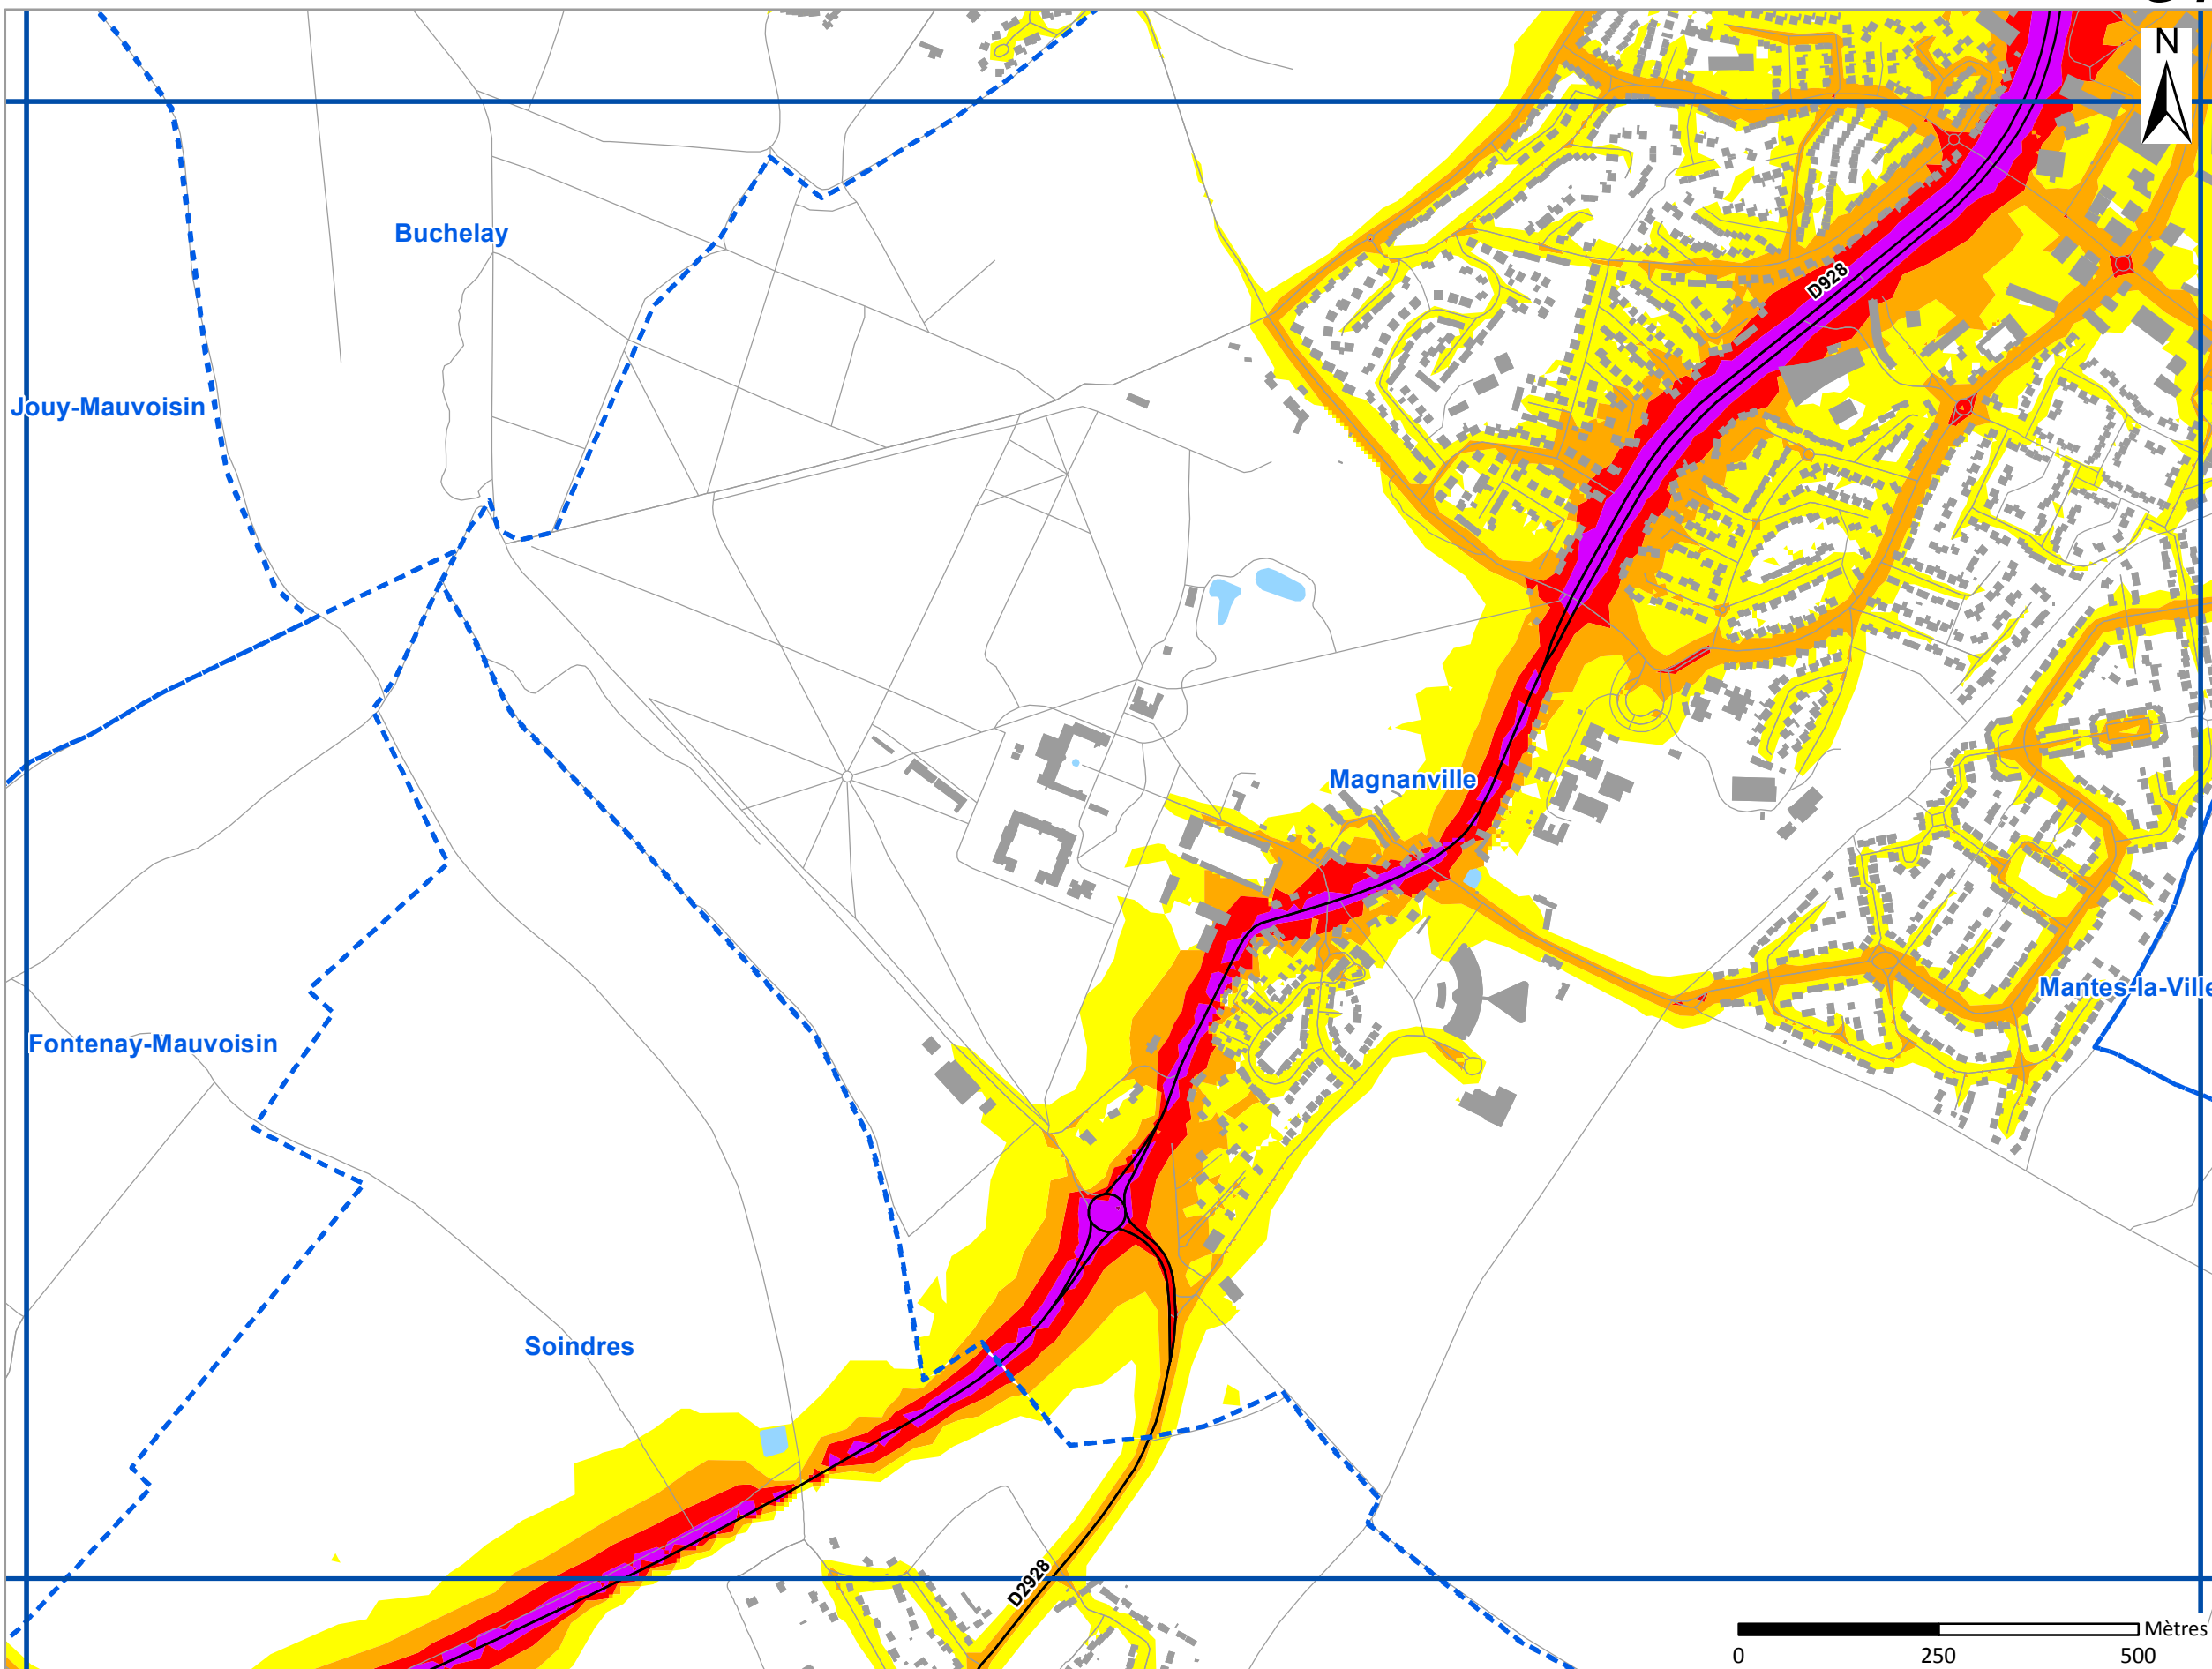 N
Buchelay
D928
Jouy-Mauvoisin
Magnanville
Mantes-la-Ville
Fontenay-Mauvoisin
Soindres
D2928
Mètres
0 250 500